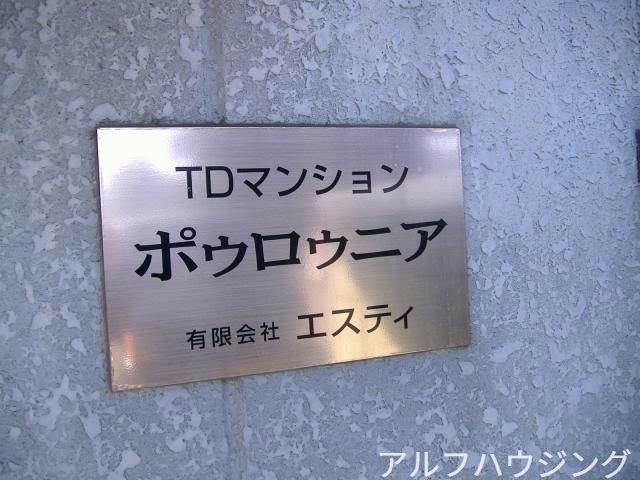 TDマンション
ポゥロゥニア
有限会社 エスティ
アルフハウジング